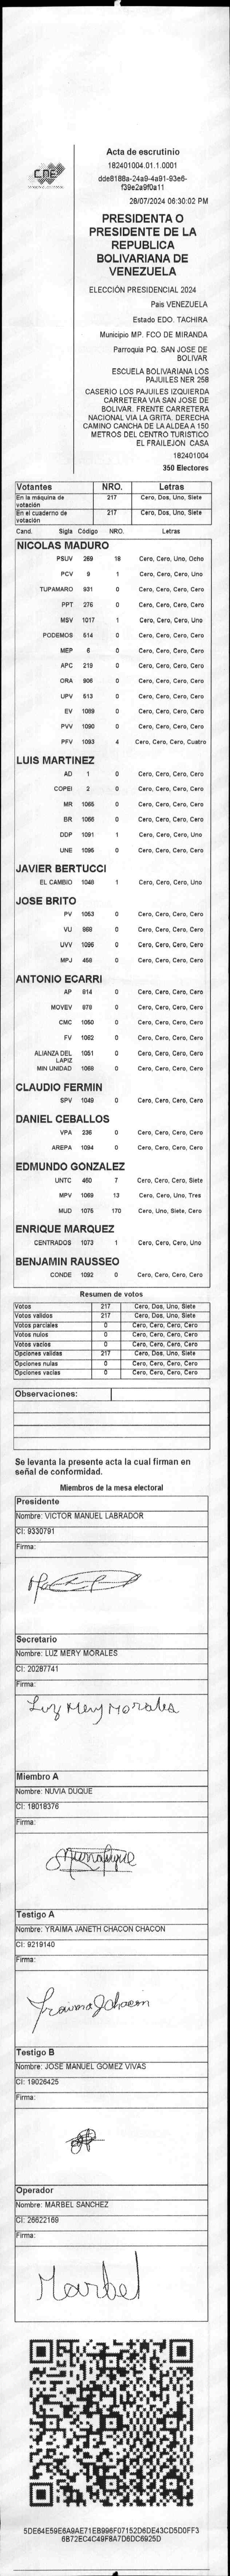 CNE
Acta de escrutinio
182401004.01.1.0001
dde8188a-24a9-4a91-93e6-
f39e2a9f0a11
28/07/2024 06:30:02 PM
PRESIDENTA O
PRESIDENTE DE LA
REPUBLICA
BOLIVARIANA DE
VENEZUELA
ELECCIÓN PRESIDENCIAL 2024
Pais VENEZUELA
Estado EDO. TACHIRA
Municipio MP. FCO DE MIRANDA
Parroquia PQ. SAN JOSE DE
BOLIVAR
ESCUELA BOLIVARIANA LOS
PAJUILES NER 258
CASERIO LOS PAJUILES IZQUIERDA
CARRETERA VIA SAN JOSE DE
BOLIVAR. FRENTE CARRETERA
NACIONAL VIA LA GRITA. DERECHA
CAMINO CANCHA DE LA ALDEA A 150
METROS DEL CENTRO TURISTICO
EL FRAILEJON CASA
182401004
350 Electores
Votantes NRO. Letras
En la máquina de votación 217 Cero, Dos, Uno, Siete
En el cuaderno de votación 217 Cero, Dos, Uno, Siete
Cand. Sigla Código NRO. Letras
NICOLAS MADURO
PSUV 269 18 Cero, Cero, Uno, Ocho
PCV 9 1 Cero, Cero, Cero, Uno
TUPAMARO 931 0 Cero, Cero, Cero, Cero
PPT 276 0 Cero, Cero, Cero, Cero
MSV 1017 1 Cero, Cero, Cero, Uno
PODEMOS 514 0 Cero, Cero, Cero, Cero
MEP 6 0 Cero, Cero, Cero, Cero
APC 219 0 Cero, Cero, Cero, Cero
ORA 906 0 Cero, Cero, Cero, Cero
UPV 513 0 Cero, Cero, Cero, Cero
EV 1089 0 Cero, Cero, Cero, Cero
PVV 1090 0 Cero, Cero, Cero, Cero
PFV 1093 4 Cero, Cero, Cero, Cuatro
LUIS MARTINEZ
AD 1 0 Cero, Cero, Cero, Cero
COPEI 2 0 Cero, Cero, Cero, Cero
MR 1065 0 Cero, Cero, Cero, Cero
BR 1066 0 Cero, Cero, Cero, Cero
DDP 1091 1 Cero, Cero, Cero, Uno
UNE 1095 0 Cero, Cero, Cero, Cero
JAVIER BERTUCCI
EL CAMBIO 1046 1 Cero, Cero, Cero, Uno
JOSE BRITO
PV 1053 0 Cero, Cero, Cero, Cero
VU 968 0 Cero, Cero, Cero, Cero
UVV 1096 0 Cero, Cero, Cero, Cero
MPJ 458 0 Cero, Cero, Cero, Cero
ANTONIO ECARRI
AP 914 0 Cero, Cero, Cero, Cero
MOVEV 978 0 Cero, Cero, Cero, Cero
CMC 1050 0 Cero, Cero, Cero, Cero
FV 1062 0 Cero, Cero, Cero, Cero
ALIANZA DEL LAPIZ 1051 0 Cero, Cero, Cero, Cero
MIN UNIDAD 1068 0 Cero, Cero, Cero, Cero
CLAUDIO FERMIN
SPV 1049 0 Cero, Cero, Cero, Cero
DANIEL CEBALLOS
VPA 236 0 Cero, Cero, Cero, Cero
AREPA 1094 0 Cero, Cero, Cero, Cero
EDMUNDO GONZALEZ
UNTC 460 7 Cero, Cero, Cero, Siete
MPV 1069 13 Cero, Cero, Uno, Tres
MUD 1075 170 Cero, Uno, Siete, Cero
ENRIQUE MARQUEZ
CENTRADOS 1073 1 Cero, Cero, Cero, Uno
BENJAMIN RAUSSEO
CONDE 1092 0 Cero, Cero, Cero, Cero
Resumen de votos
Votos 217 Cero, Dos, Uno, Siete
Votos validos 217 Cero, Dos, Uno, Siete
Votos parciales 0 Cero, Cero, Cero, Cero
Votos nulos 0 Cero, Cero, Cero, Cero
Votos vacios 0 Cero, Cero, Cero, Cero
Opciones validas 217 Cero, Dos, Uno, Siete
Opciones nulas 0 Cero, Cero, Cero, Cero
Opciones vacias 0 Cero, Cero, Cero, Cero
Observaciones:
Se levanta la presente acta la cual firman en
señal de conformidad.
Miembros de la mesa electoral
Presidente
Nombre: VICTOR MANUEL LABRADOR
CI: 9330791
Firma:
Secretario
Nombre: LUZ MERY MORALES
CI: 20287741
Firma:
Luz Mery Morales
Miembro A
Nombre: NUVIA DUQUE
CI: 18018376
Firma:
Testigo A
Nombre: YRAIMA JANETH CHACON CHACON
CI: 9219140
Firma:
Testigo B
Nombre: JOSE MANUEL GOMEZ VIVAS
CI: 19026425
Firma:
Operador
Nombre: MARBEL SANCHEZ
CI: 26622169
Firma:
Marbel
5DE64E59E6A9AE71EB996F07152D6DE43CD5D0FF3
6B72EC4C49F8A7D6DC6925D